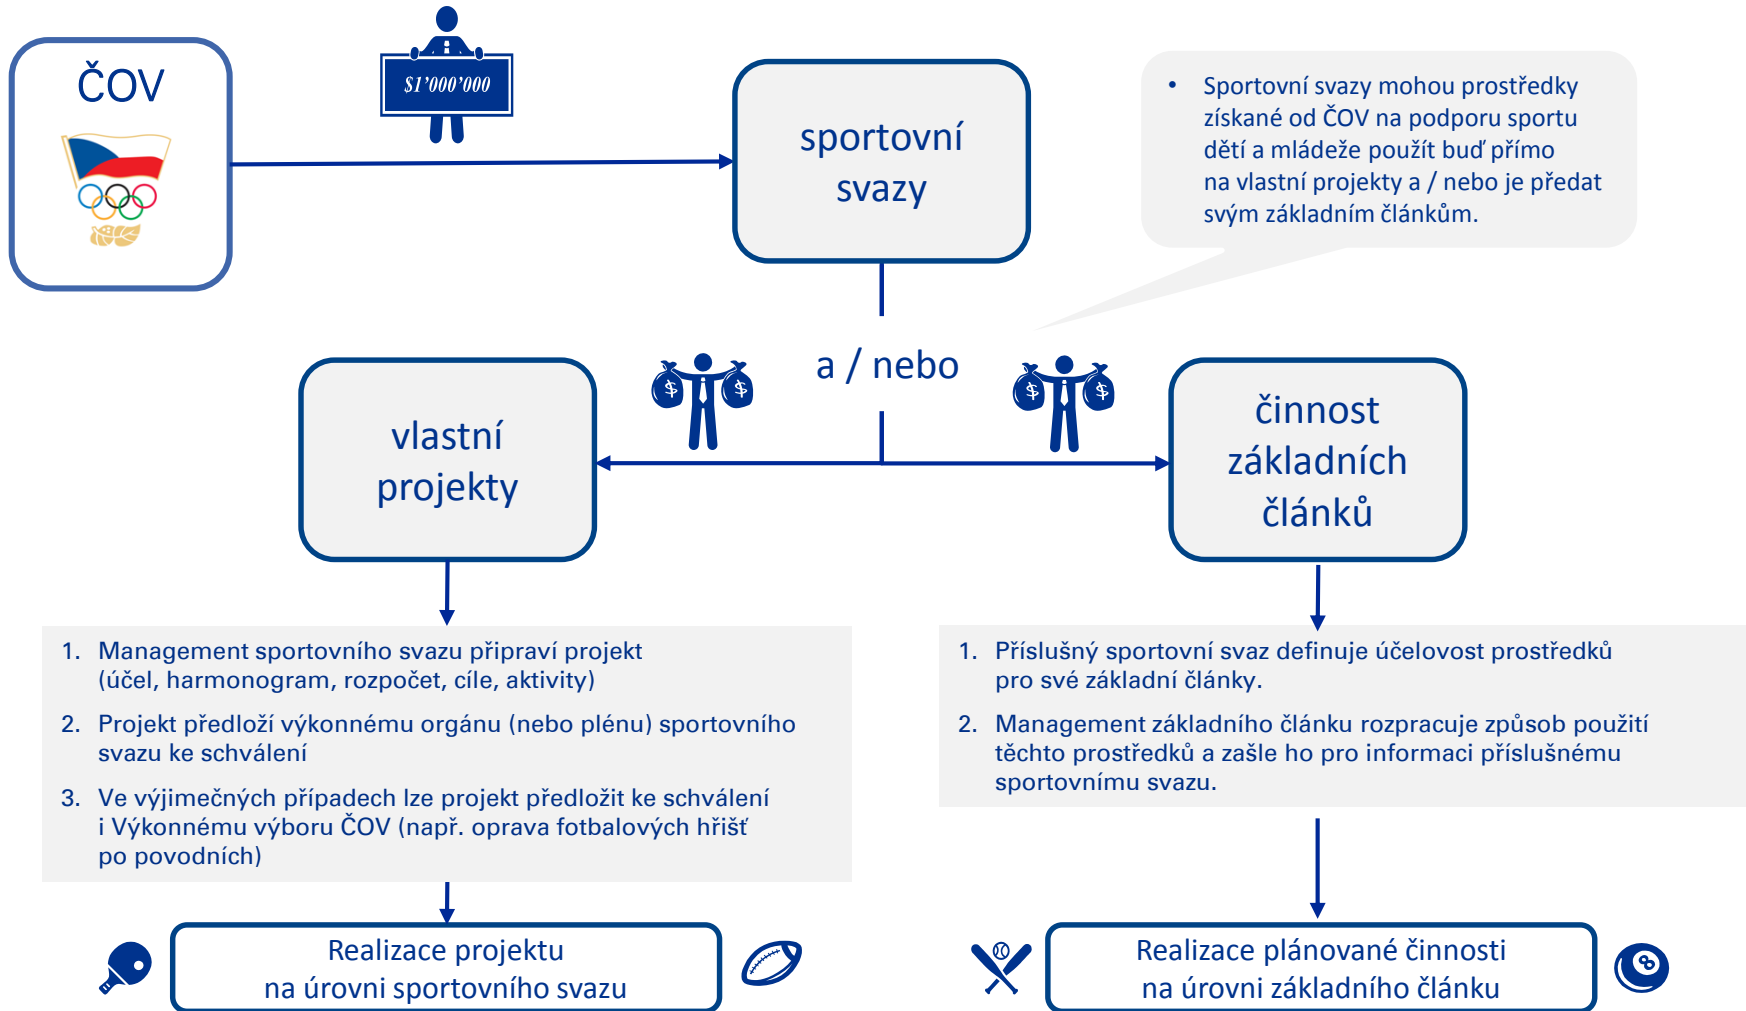 ČOV
$1’000’000
sportovní
svazy
• Sportovní svazy mohou prostředky
získané od ČOV na podporu sportu
dětí a mládeže použít buď přímo
na vlastní projekty a / nebo je předat
svým základním článkům.
a / nebo
$ $
$ $
vlastní
projekty
činnost
základních
článků
1. Management sportovního svazu připraví projekt
(účel, harmonogram, rozpočet, cíle, aktivity)
2. Projekt předloží výkonnému orgánu (nebo plénu) sportovního
svazu ke schválení
3. Ve výjimečných případech lze projekt předložit ke schválení
i Výkonnému výboru ČOV (např. oprava fotbalových hřišť
po povodních)
1. Příslušný sportovní svaz definuje účelovost prostředků
pro své základní články.
2. Management základního článku rozpracuje způsob použití
těchto prostředků a zašle ho pro informaci příslušnému
sportovnímu svazu.
Realizace projektu
na úrovni sportovního svazu
Realizace plánované činnosti
na úrovni základního článku
8